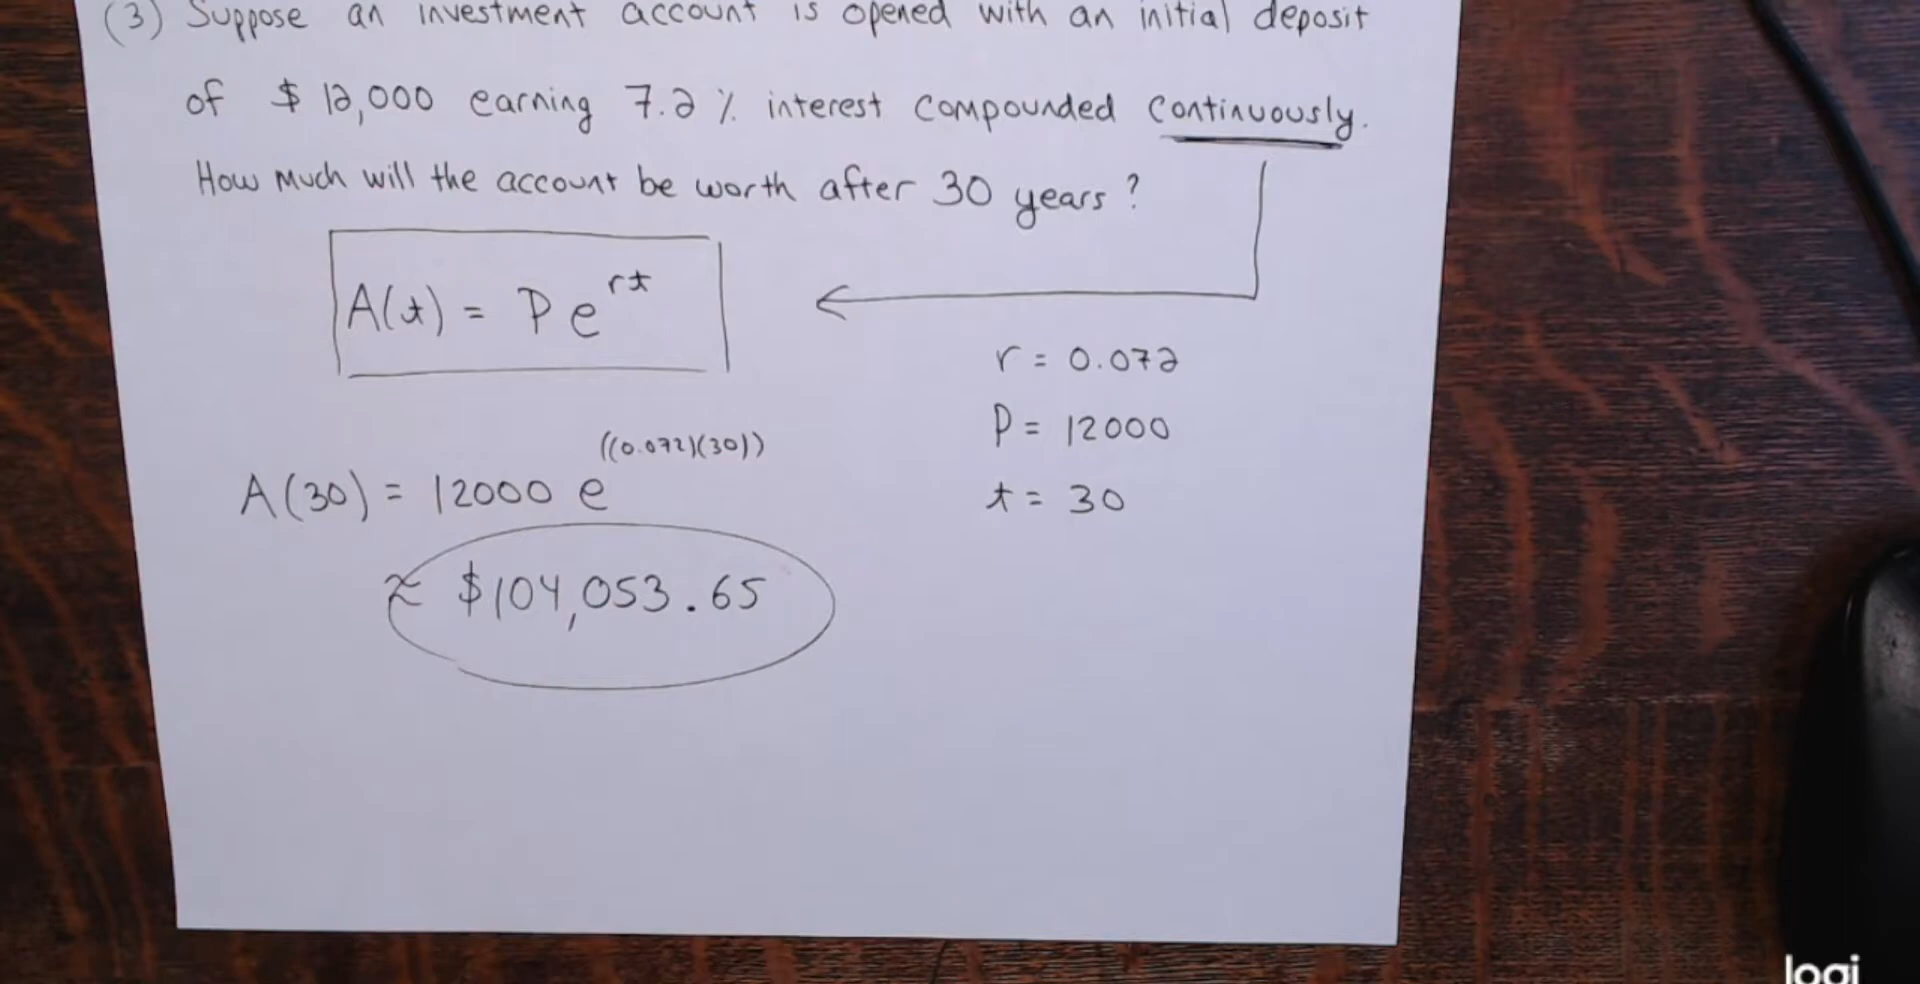 (3) Suppose an investment account is opened with an initial deposit
of $ 12,000 earning 7.2 % interest compounded continuously.
How much will the account be worth after 30 years ?
A(t) = P e^rt
r = 0.072
P = 12000
t = 30
A(30) = 12000 e^((0.072)(30))
≈ $104,053.65
logi